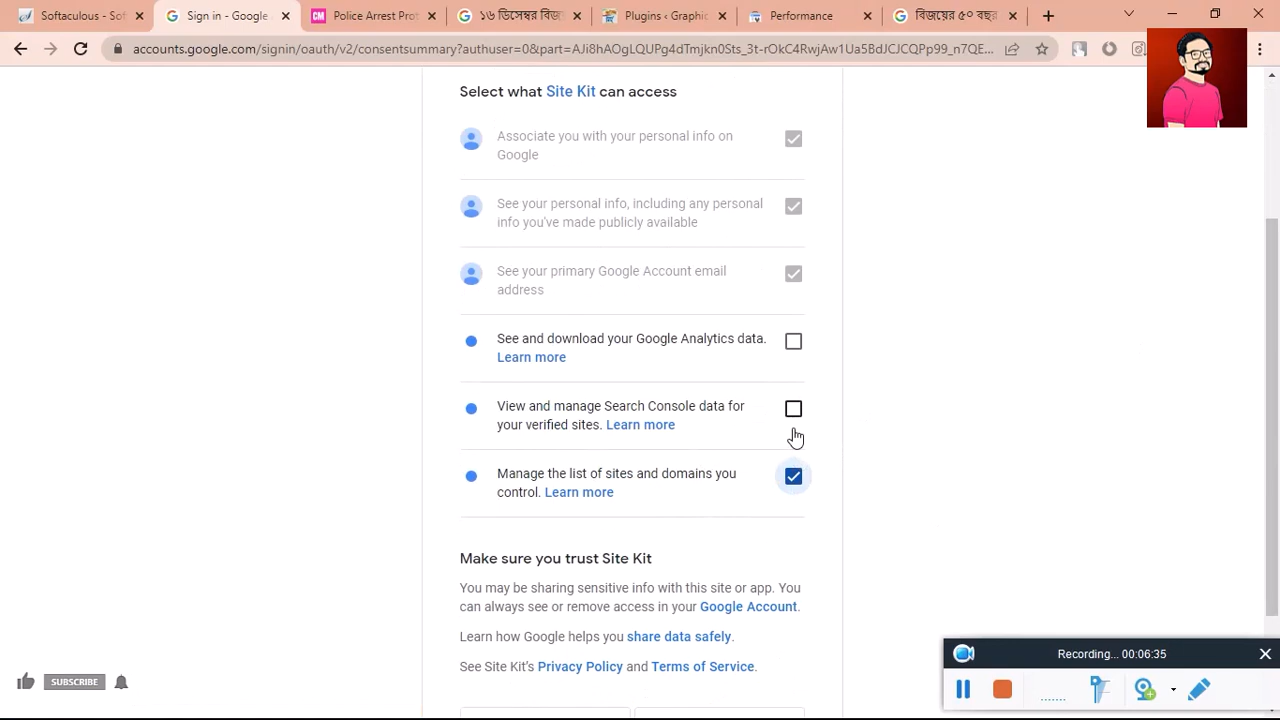 Softaculous - Sof
Sign in - Google
Police Arrest Prot
১৬ ডিসেম্বর বিজ
Plugins ‹ Graphic
Performance
বিজয়ের ৫০ বছর
accounts.google.com/signin/oauth/v2/consentsummary?authuser=0&part=AJi8hAOgLQUPg4dTmjkn0Sts_3t-rOkC4RwjAw1Ua5BdJCJCQPp99_n7QE...
Select what Site Kit can access
Associate you with your personal info on
Google
See your personal info, including any personal
info you've made publicly available
See your primary Google Account email
address
See and download your Google Analytics data.
Learn more
View and manage Search Console data for
your verified sites. Learn more
Manage the list of sites and domains you
control. Learn more
Make sure you trust Site Kit
You may be sharing sensitive info with this site or app. You
can always see or remove access in your Google Account.
Learn how Google helps you share data safely.
See Site Kit's Privacy Policy and Terms of Service.
Recording... 00:06:35
SUBSCRIBE